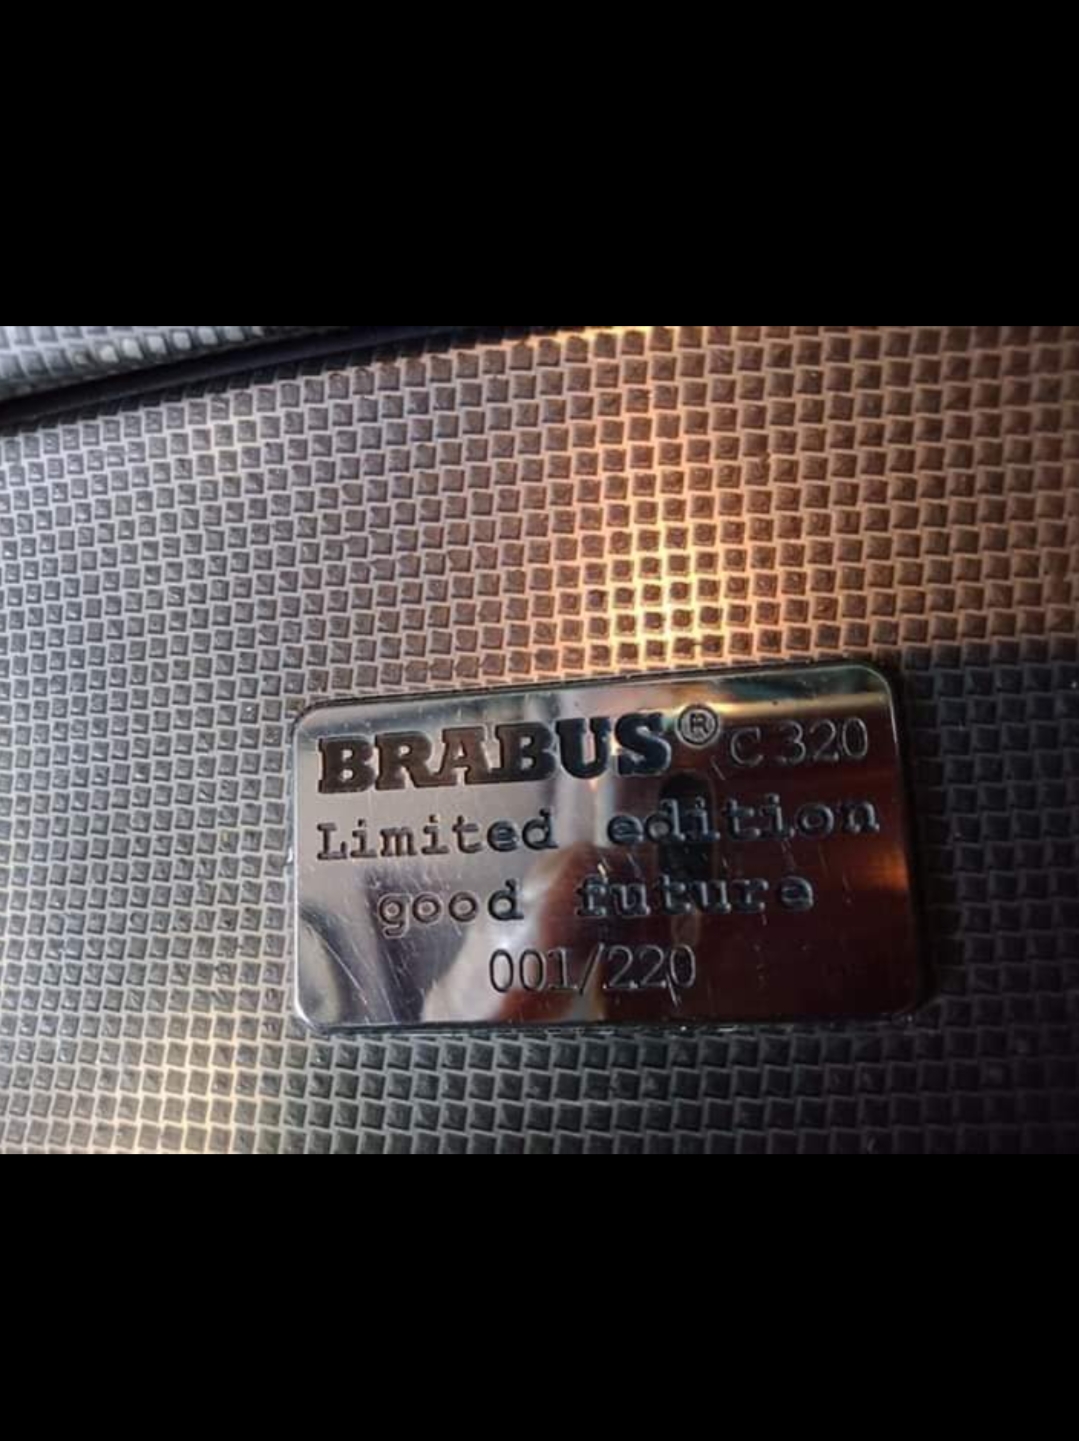 BRABUS® C320
Limited edition
good future
001/220